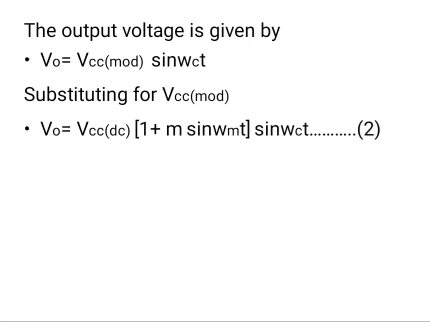 The output voltage is given by
• Vo= Vcc(mod) sinwct
Substituting for Vcc(mod)
• Vo= Vcc(dc) [1+ m sinwmt] sinwct...........(2)